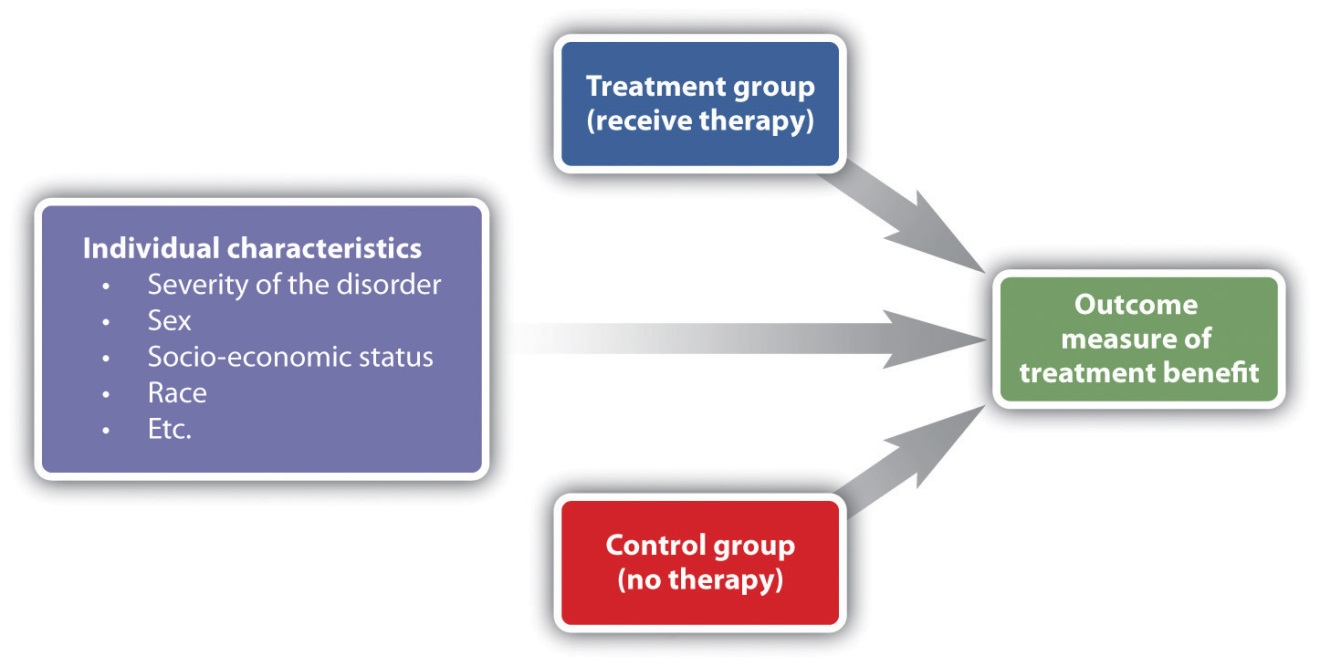 Treatment group
(receive therapy)
Individual characteristics
• Severity of the disorder
• Sex
• Socio-economic status
• Race
• Etc.
Outcome
measure of
treatment benefit
Control group
(no therapy)